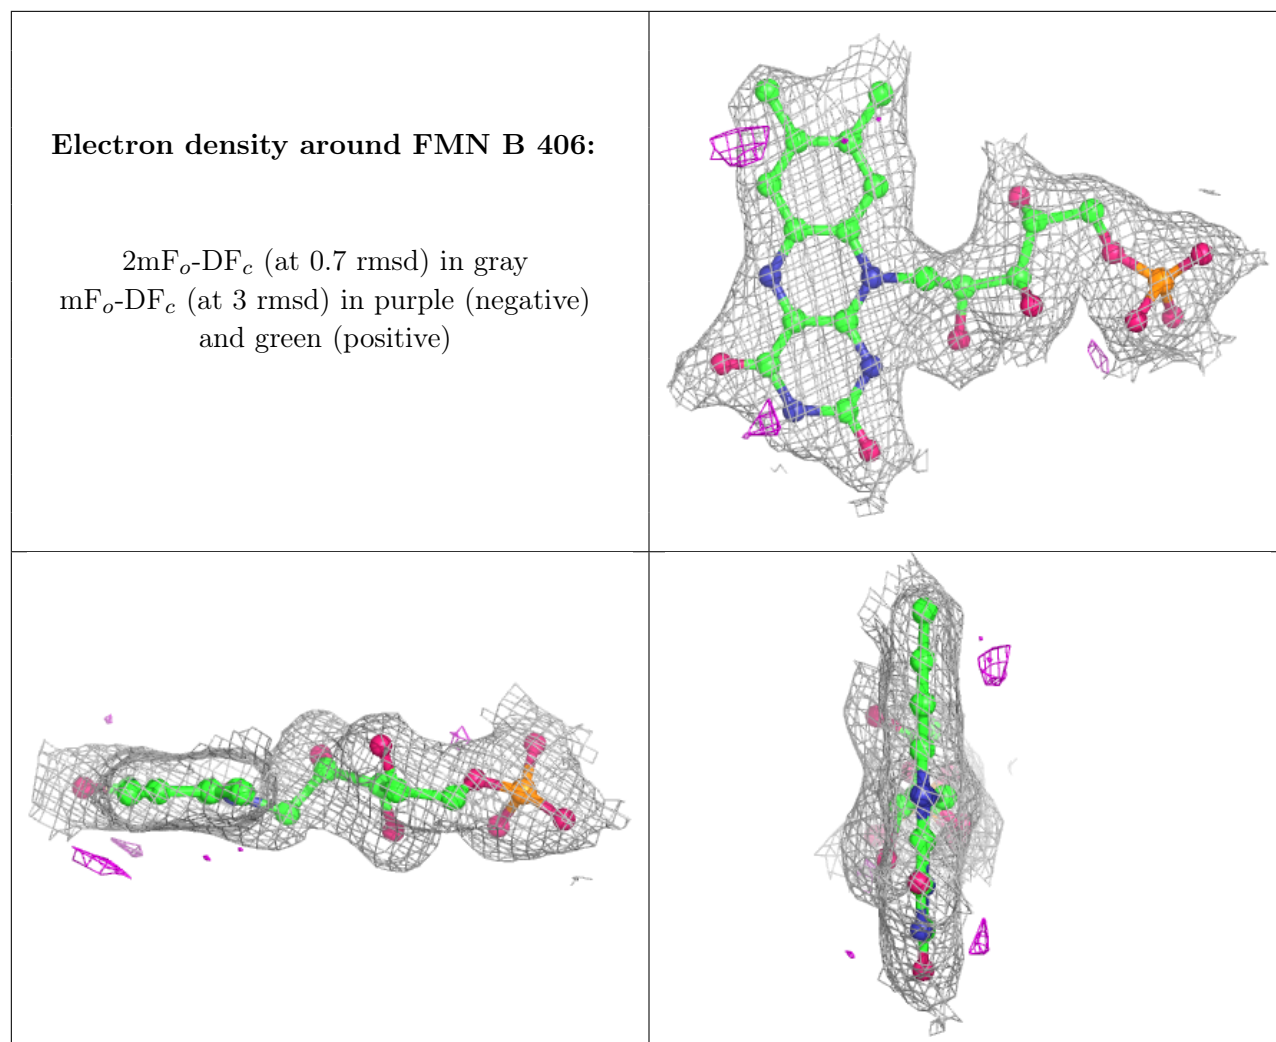 Electron density around FMN B 406:
2mFₒ-DF𝒸 (at 0.7 rmsd) in gray
mFₒ-DF𝒸 (at 3 rmsd) in purple (negative)
and green (positive)